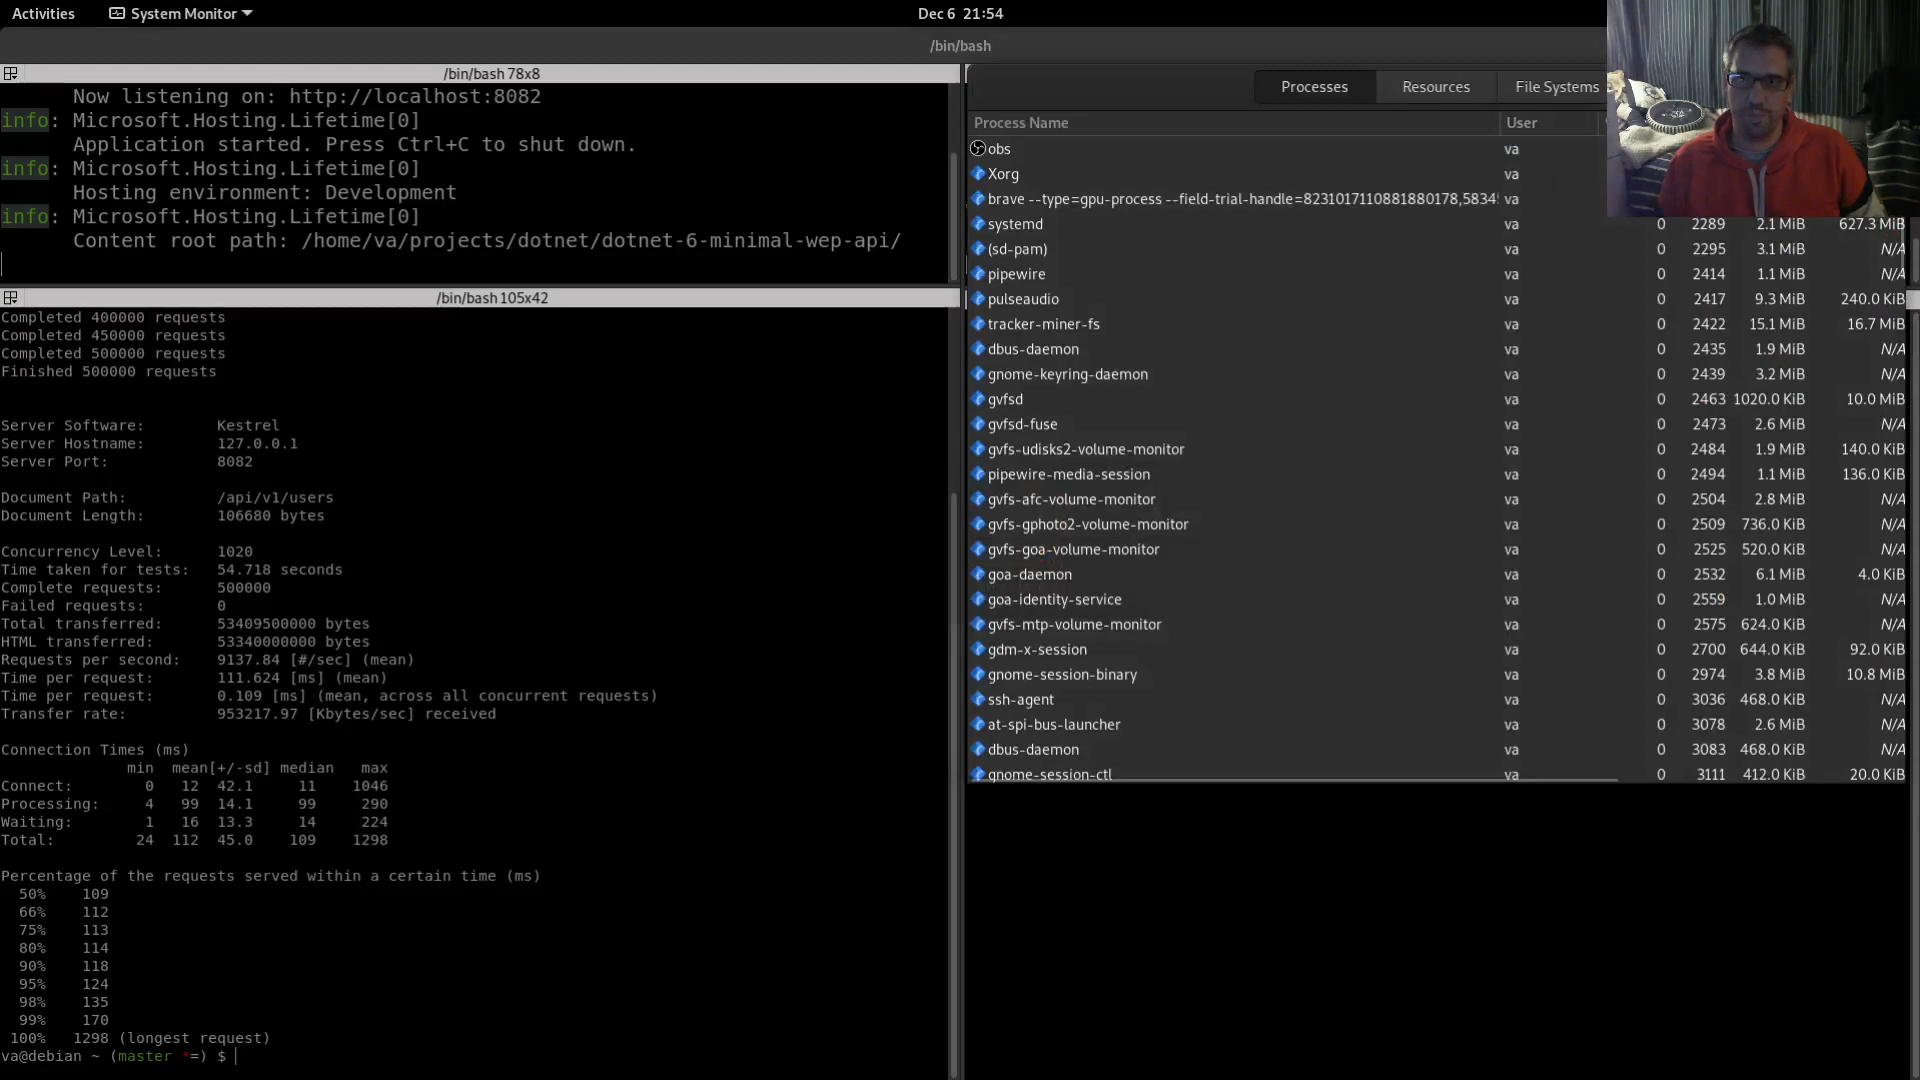 Activities
System Monitor
Dec 6 21:54
/bin/bash
/bin/bash 78x8
Now listening on: http://localhost:8082
info: Microsoft.Hosting.Lifetime[0]
Application started. Press Ctrl+C to shut down.
info: Microsoft.Hosting.Lifetime[0]
Hosting environment: Development
info: Microsoft.Hosting.Lifetime[0]
Content root path: /home/va/projects/dotnet/dotnet-6-minimal-wep-api/
/bin/bash 105x42
Completed 400000 requests
Completed 450000 requests
Completed 500000 requests
Finished 500000 requests
Server Software: Kestrel
Server Hostname: 127.0.0.1
Server Port: 8082
Document Path: /api/v1/users
Document Length: 106680 bytes
Concurrency Level: 1020
Time taken for tests: 54.718 seconds
Complete requests: 500000
Failed requests: 0
Total transferred: 53409500000 bytes
HTML transferred: 53340000000 bytes
Requests per second: 9137.84 [#/sec] (mean)
Time per request: 111.624 [ms] (mean)
Time per request: 0.109 [ms] (mean, across all concurrent requests)
Transfer rate: 953217.97 [Kbytes/sec] received
Connection Times (ms)
min mean[+/-sd] median max
Connect: 0 12 42.1 11 1046
Processing: 4 99 14.1 99 290
Waiting: 1 16 13.3 14 224
Total: 24 112 45.0 109 1298
Percentage of the requests served within a certain time (ms)
50% 109
66% 112
75% 113
80% 114
90% 118
95% 124
98% 135
99% 170
100% 1298 (longest request)
va@debian ~ (master *=) $
Processes Resources File Systems
Process Name User
obs va
Xorg va
brave --type=gpu-process --field-trial-handle=8231017110881880178,5834 va
systemd va 0 2289 2.1 MiB 627.3 MiB
(sd-pam) va 0 2295 3.1 MiB N/A
pipewire va 0 2414 1.1 MiB N/A
pulseaudio va 0 2417 9.3 MiB 240.0 KiB
tracker-miner-fs va 0 2422 15.1 MiB 16.7 MiB
dbus-daemon va 0 2435 1.9 MiB N/A
gnome-keyring-daemon va 0 2439 3.2 MiB N/A
gvfsd va 0 2463 1020.0 KiB 10.0 MiB
gvfsd-fuse va 0 2473 2.6 MiB N/A
gvfs-udisks2-volume-monitor va 0 2484 1.9 MiB 140.0 KiB
pipewire-media-session va 0 2494 1.1 MiB 136.0 KiB
gvfs-afc-volume-monitor va 0 2504 2.8 MiB N/A
gvfs-gphoto2-volume-monitor va 0 2509 736.0 KiB N/A
gvfs-goa-volume-monitor va 0 2525 520.0 KiB N/A
goa-daemon va 0 2532 6.1 MiB 4.0 KiB
goa-identity-service va 0 2559 1.0 MiB N/A
gvfs-mtp-volume-monitor va 0 2575 624.0 KiB N/A
gdm-x-session va 0 2700 644.0 KiB 92.0 KiB
gnome-session-binary va 0 2974 3.8 MiB 10.8 MiB
ssh-agent va 0 3036 468.0 KiB N/A
at-spi-bus-launcher va 0 3078 2.6 MiB N/A
dbus-daemon va 0 3083 468.0 KiB N/A
gnome-session-ctl va 0 3111 412.0 KiB 20.0 KiB